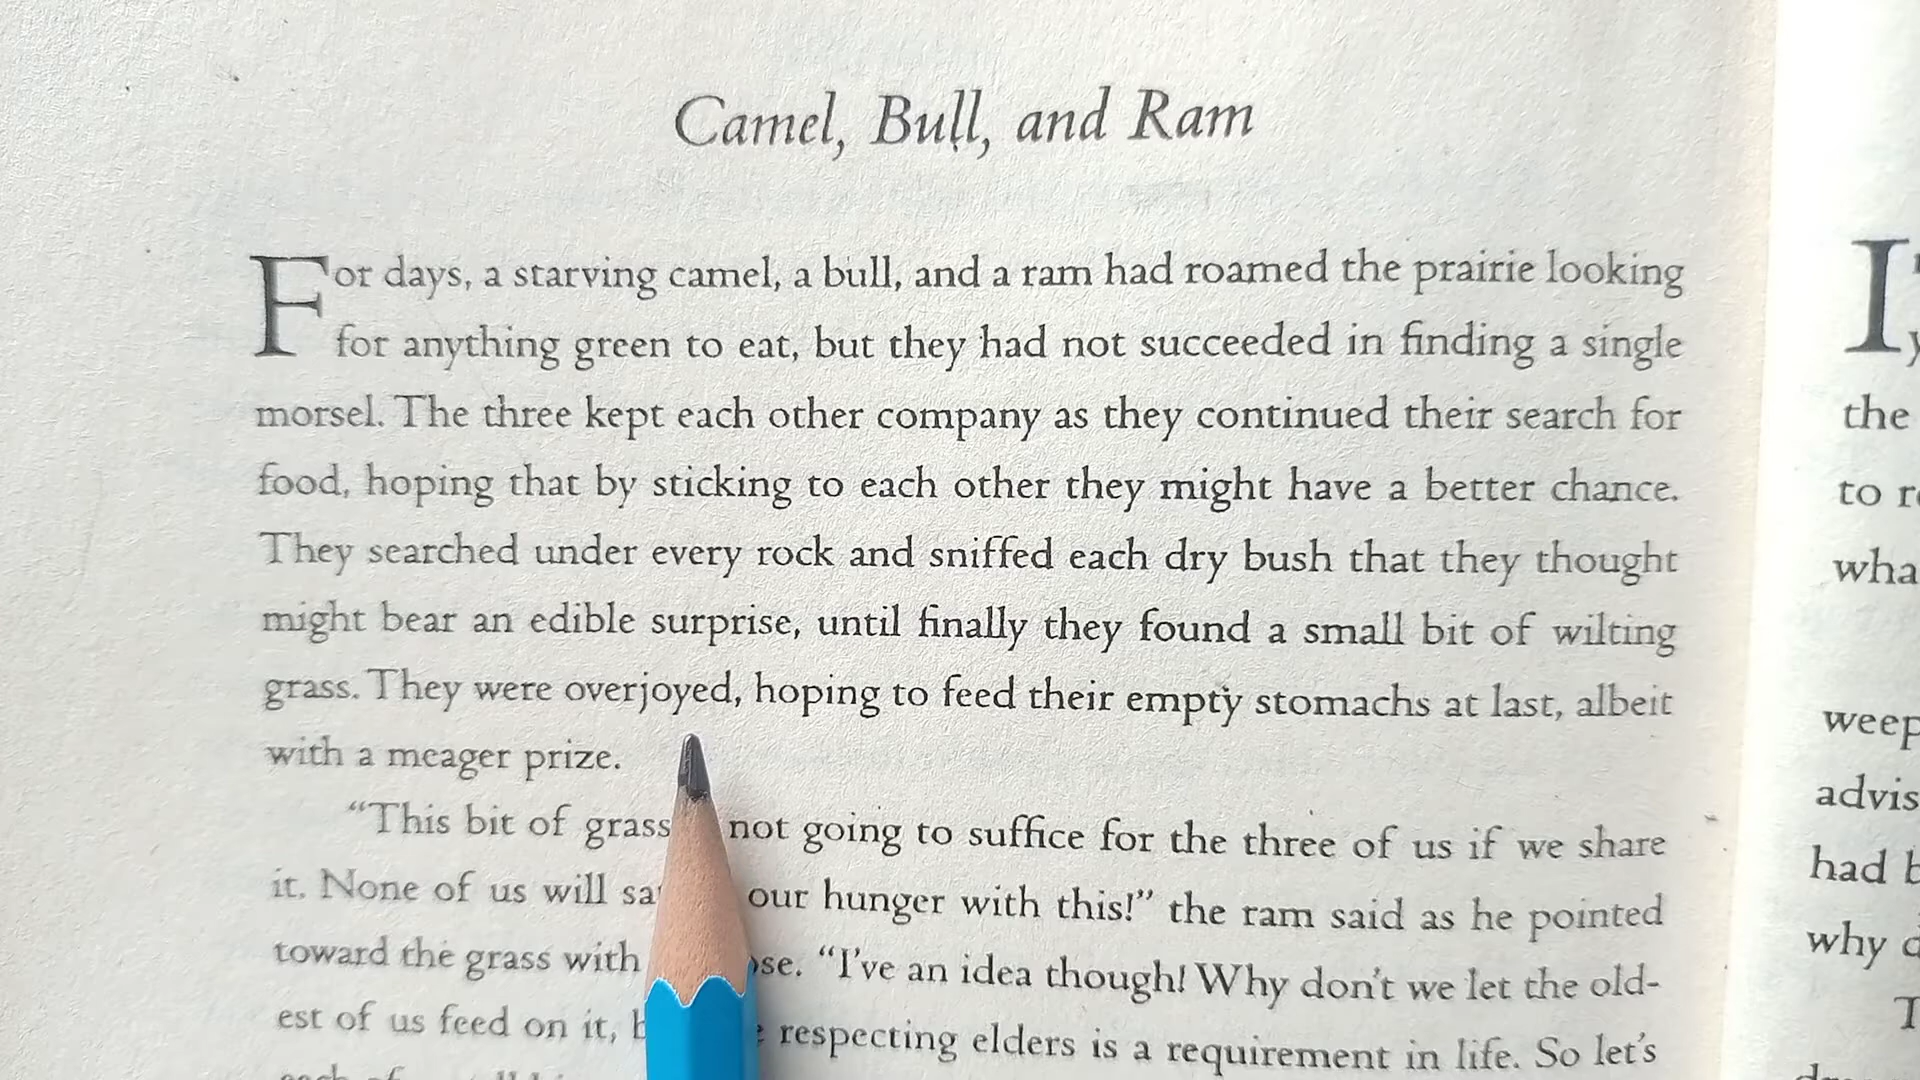 Camel, Bull, and Ram
For days, a starving camel, a bull, and a ram had roamed the prairie looking
for anything green to eat, but they had not succeeded in finding a single
morsel. The three kept each other company as they continued their search for
food, hoping that by sticking to each other they might have a better chance.
They searched under every rock and sniffed each dry bush that they thought
might bear an edible surprise, until finally they found a small bit of wilting
grass. They were overjoyed, hoping to feed their empty stomachs at last, albeit
with a meager prize.
“This bit of grass not going to suffice for the three of us if we share
it. None of us will our hunger with this!” the ram said as he pointed
toward the grass with “I’ve an idea though! Why don’t we let the old-
est of us feed on it, respecting elders is a requirement in life. So let’s
the
to
weep
had
why